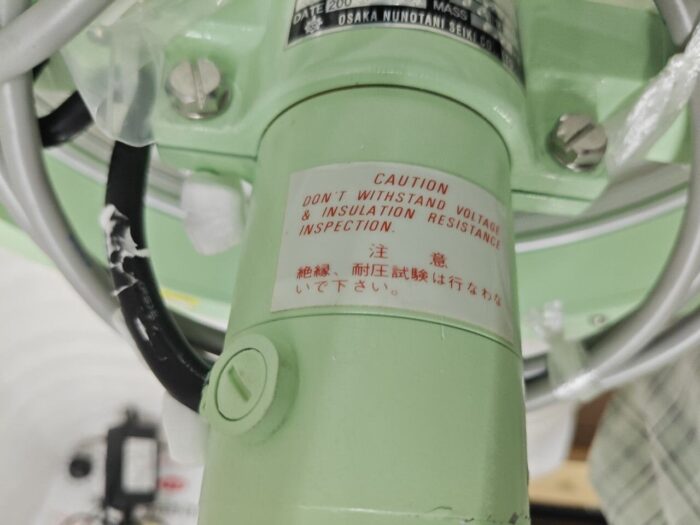 DATE 200 MASS
OSAKA NUNOTANI SEIKI CO.
CAUTION
DON'T WITHSTAND VOLTAGE
& INSULATION RESISTANCE
INSPECTION.
注 意
絶縁、耐圧試験は行なわな
いで下さい。